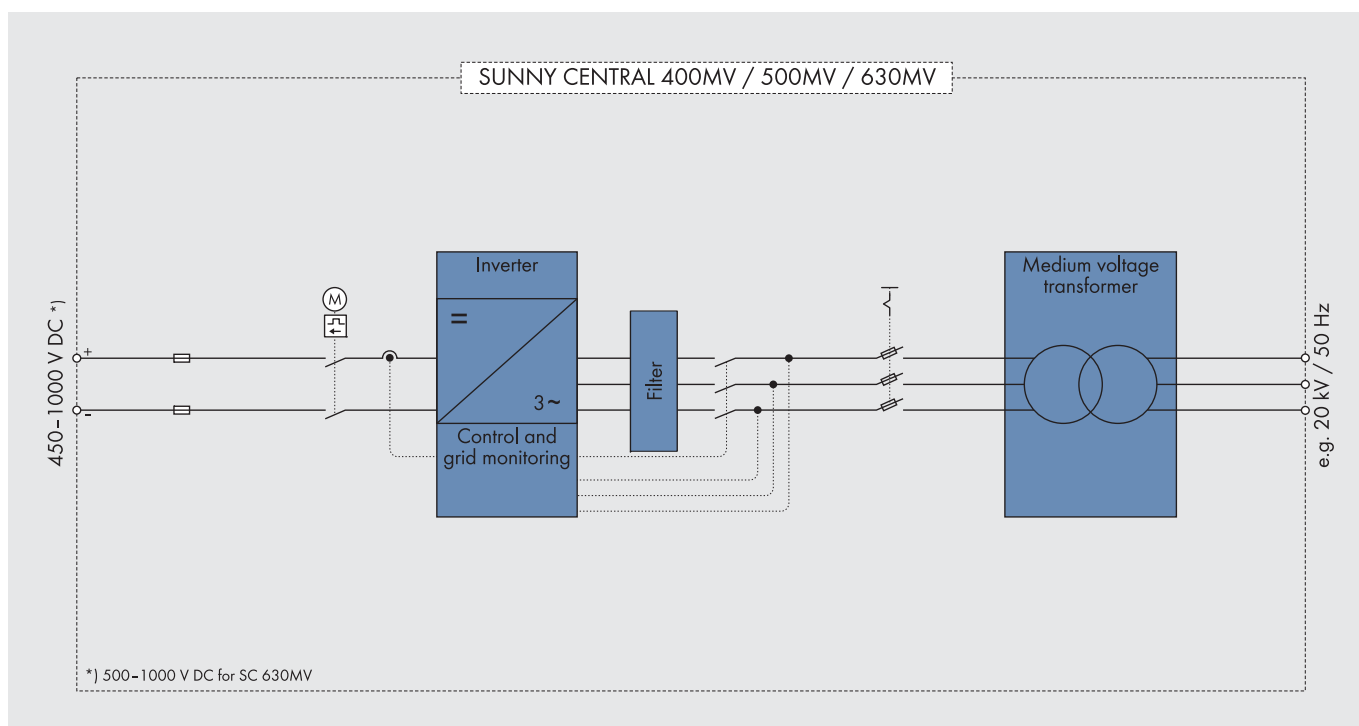 SUNNY CENTRAL 400MV / 500MV / 630MV
450–1000 V DC *)
+
-
M
Inverter
=
3~
Control and
grid monitoring
Filter
Medium voltage
transformer
e.g. 20 kV / 50 Hz
*) 500–1000 V DC for SC 630MV